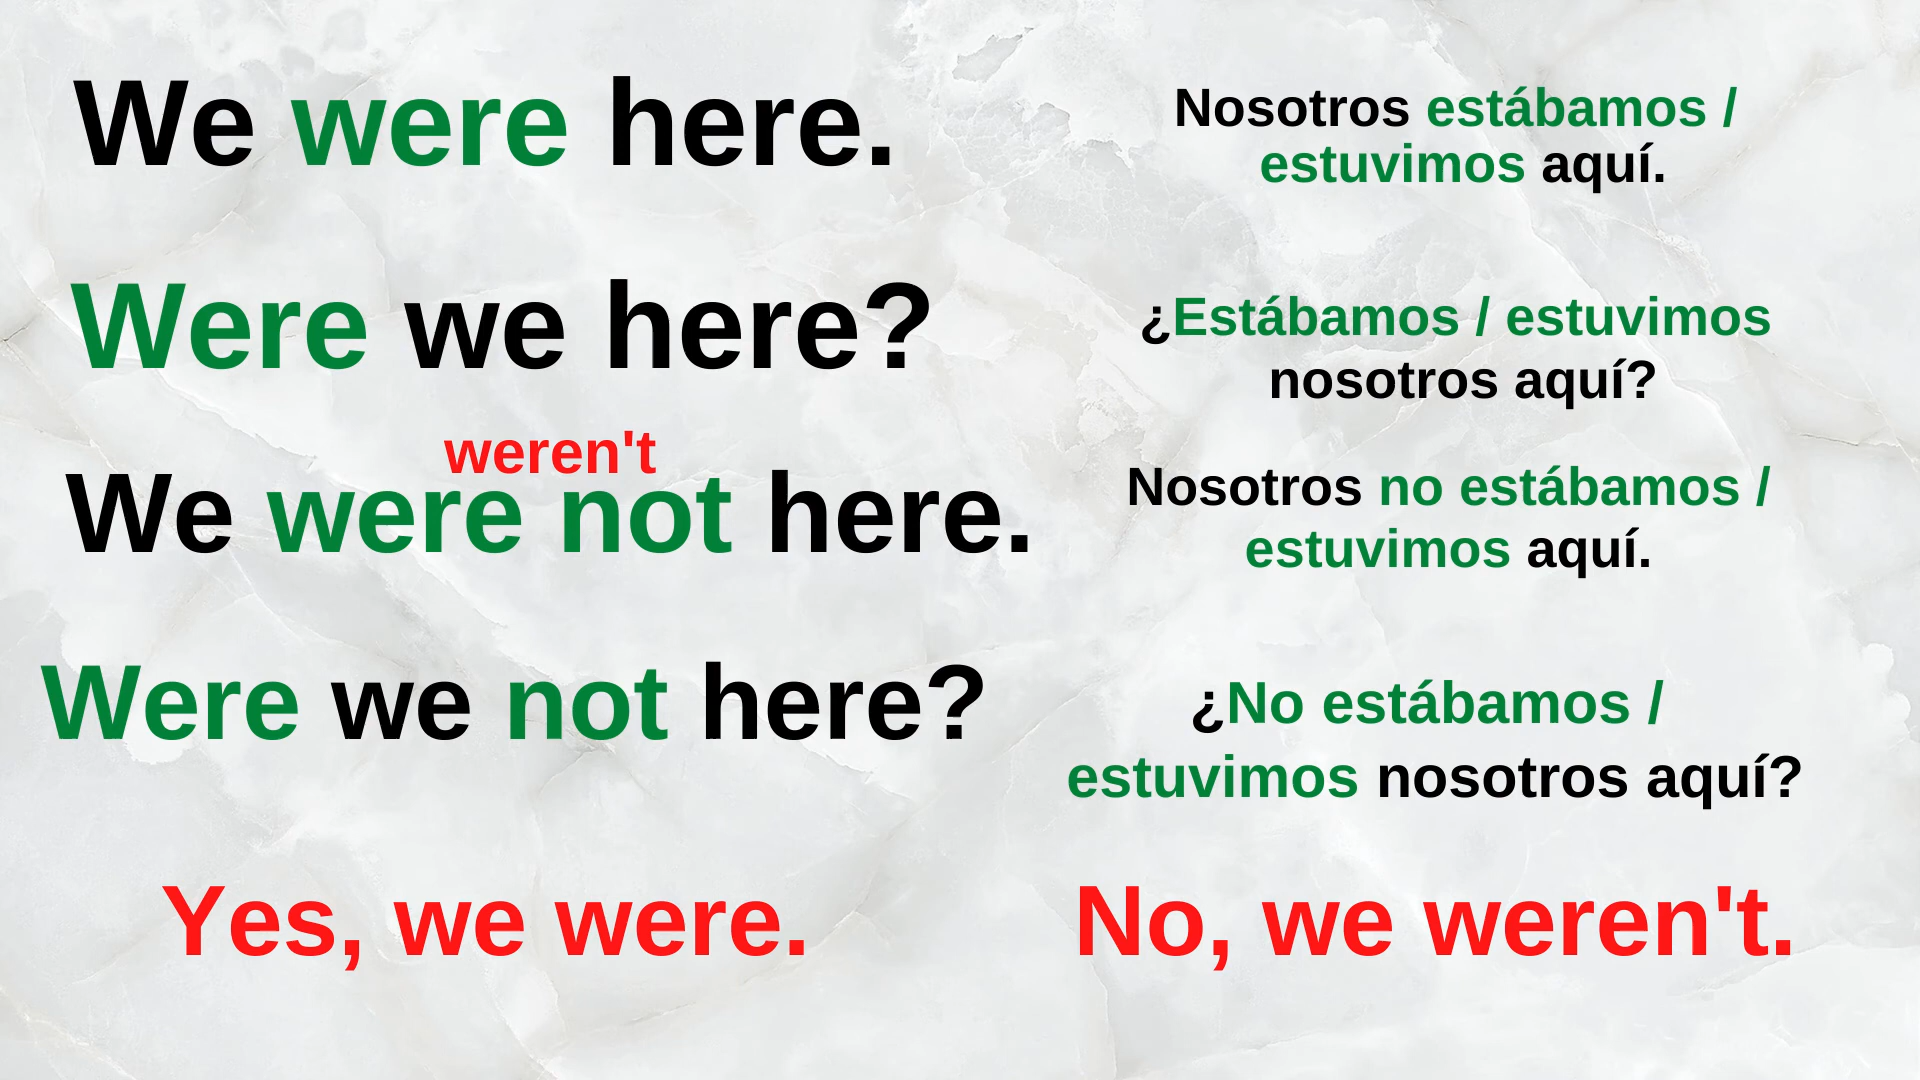 We were here.
Nosotros estábamos /
estuvimos aquí.
Were we here?
¿Estábamos / estuvimos
nosotros aquí?
weren't
We were not here.
Nosotros no estábamos /
estuvimos aquí.
Were we not here?
¿No estábamos /
estuvimos nosotros aquí?
Yes, we were.
No, we weren't.